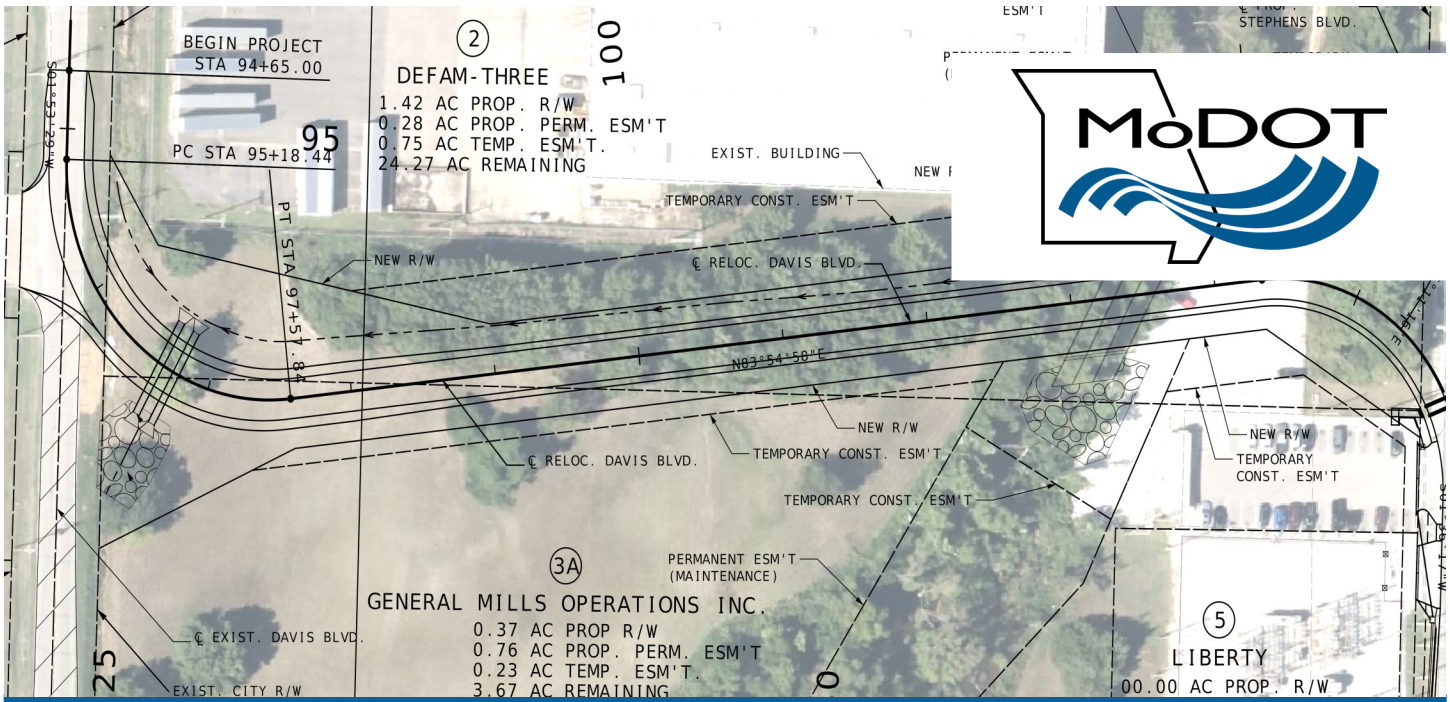 BEGIN PROJECT
STA 94+65.00
S01°53'29"W
PC STA 95+18.44
95
PT STA 97+57.84
2
DEFAM-THREE
1.42 AC PROP. R/W
0.28 AC PROP. PERM. ESM'T
0.75 AC TEMP. ESM'T.
24.27 AC REMAINING
100
ESM'T
STEPHENS BLVD.
EXIST. BUILDING
TEMPORARY CONST. ESM'T
MoDOT
NEW R/W
℄ RELOC. DAVIS BLVD.
N83°54'58"E
NEW R/W
℄ RELOC. DAVIS BLVD.
TEMPORARY CONST. ESM'T
NEW R/W
TEMPORARY
CONST. ESM'T
TEMPORARY CONST. ESM'T
PERMANENT ESM'T
(MAINTENANCE)
3A
GENERAL MILLS OPERATIONS INC.
0.37 AC PROP R/W
0.76 AC PROP. PERM. ESM'T
0.23 AC TEMP. ESM'T.
3.67 AC REMAINING
℄ EXIST. DAVIS BLVD.
25
EXIST. CITY R/W
0
5
LIBERTY
00.00 AC PROP. R/W